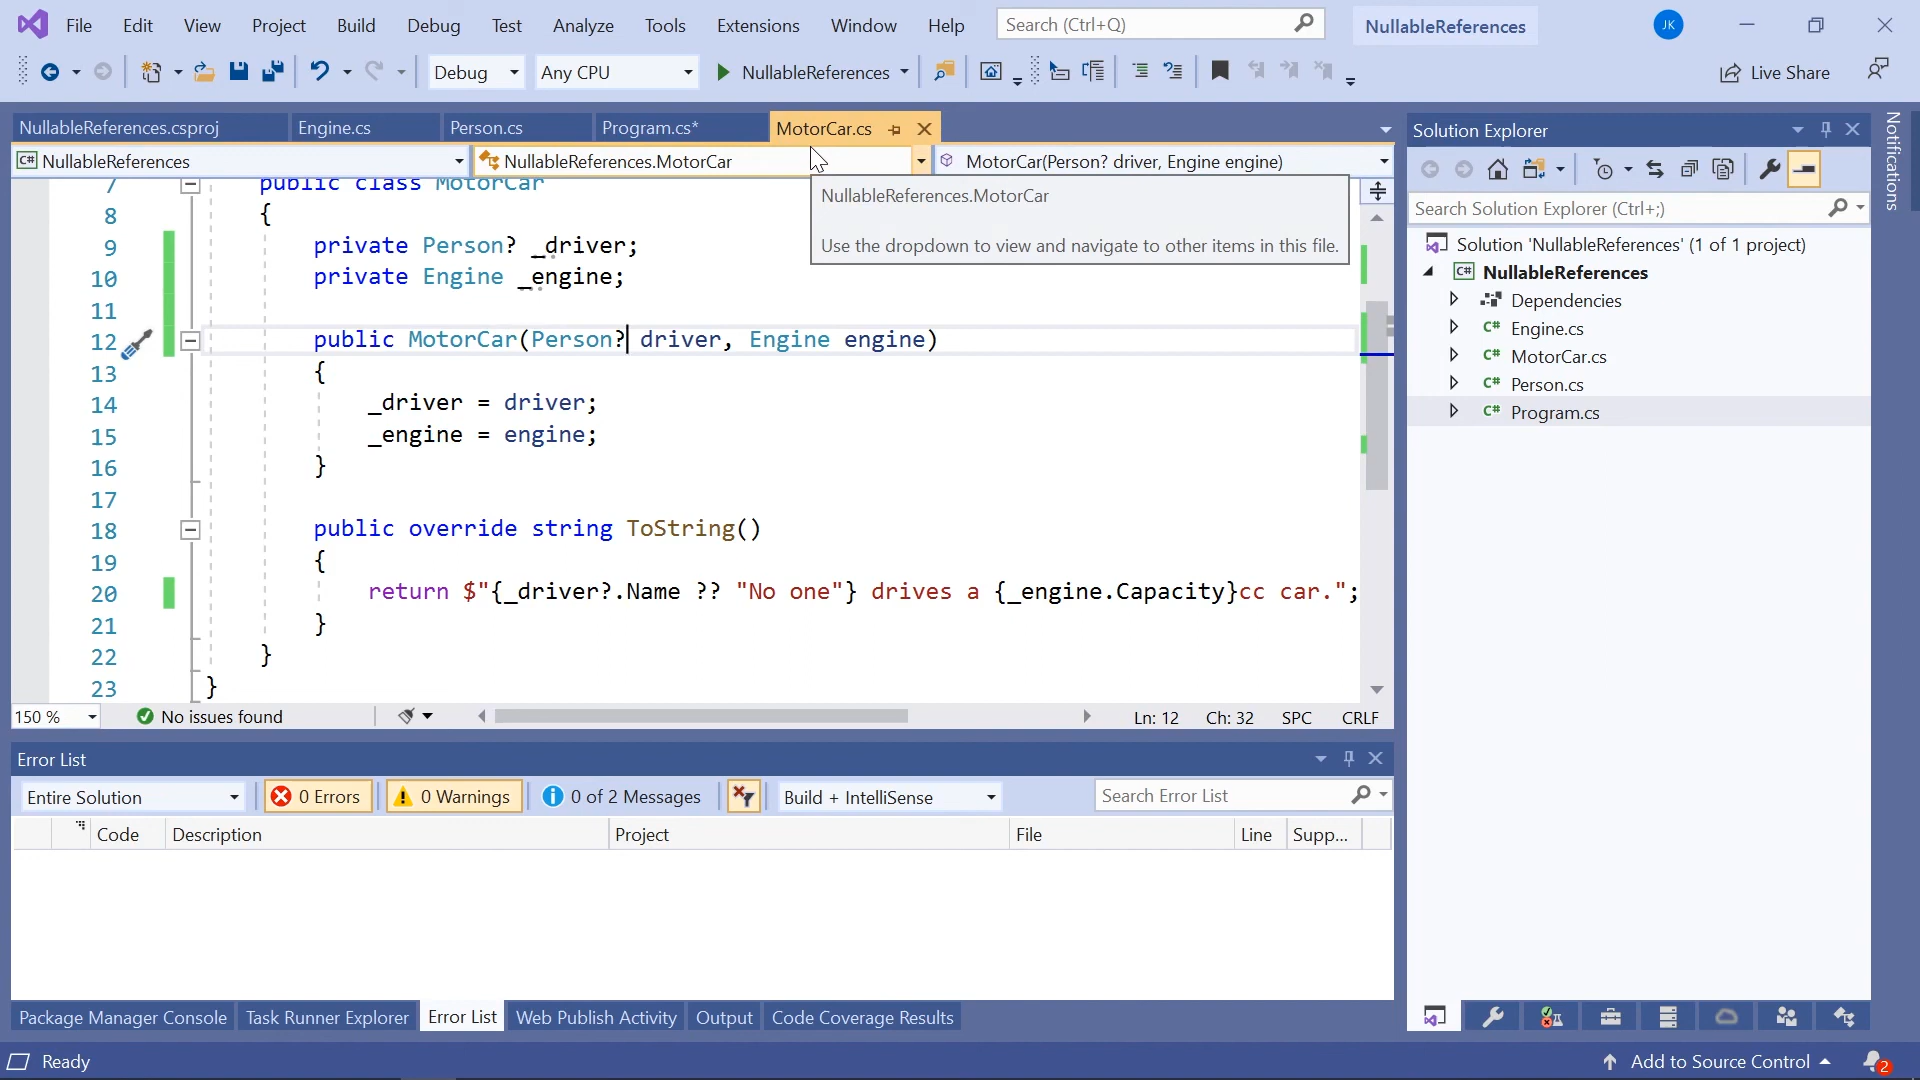 File Edit View Project Build Debug Test Analyze Tools Extensions Window Help Search (Ctrl+Q) NullableReferences JK
Debug Any CPU NullableReferences Live Share
NullableReferences.csproj Engine.cs Person.cs Program.cs* MotorCar.cs
C# NullableReferences NullableReferences.MotorCar MotorCar(Person? driver, Engine engine)
NullableReferences.MotorCar
Use the dropdown to view and navigate to other items in this file.
7 public class MotorCar
8 {
9 private Person? _driver;
10 private Engine _engine;
11
12 public MotorCar(Person? driver, Engine engine)
13 {
14 _driver = driver;
15 _engine = engine;
16 }
17
18 public override string ToString()
19 {
20 return $"{_driver?.Name ?? "No one"} drives a {_engine.Capacity}cc car.";
21 }
22 }
23 }
150 % No issues found Ln: 12 Ch: 32 SPC CRLF
Error List
Entire Solution 0 Errors 0 Warnings 0 of 2 Messages Build + IntelliSense Search Error List
Code Description Project File Line Supp...
Package Manager Console Task Runner Explorer Error List Web Publish Activity Output Code Coverage Results
Solution Explorer
Search Solution Explorer (Ctrl+;)
Solution 'NullableReferences' (1 of 1 project)
C# NullableReferences
Dependencies
C# Engine.cs
C# MotorCar.cs
C# Person.cs
C# Program.cs
Notifications
Ready Add to Source Control 2